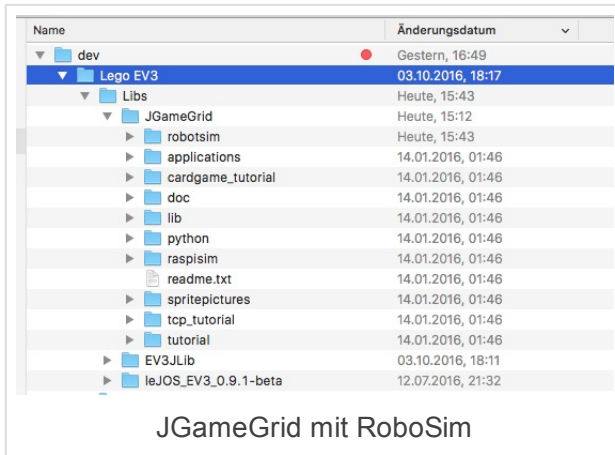 Name Änderungsdatum
dev Gestern, 16:49
Lego EV3 03.10.2016, 18:17
Libs Heute, 15:43
JGameGrid Heute, 15:12
robotsim Heute, 15:43
applications 14.01.2016, 01:46
cardgame_tutorial 14.01.2016, 01:46
doc 14.01.2016, 01:46
lib 14.01.2016, 01:46
python 14.01.2016, 01:46
raspisim 14.01.2016, 01:46
readme.txt 14.01.2016, 01:46
spritepictures 14.01.2016, 01:46
tcp_tutorial 14.01.2016, 01:46
tutorial 14.01.2016, 01:46
EV3JLib 03.10.2016, 18:11
leJOS_EV3_0.9.1-beta 12.07.2016, 21:32
JGameGrid mit RoboSim